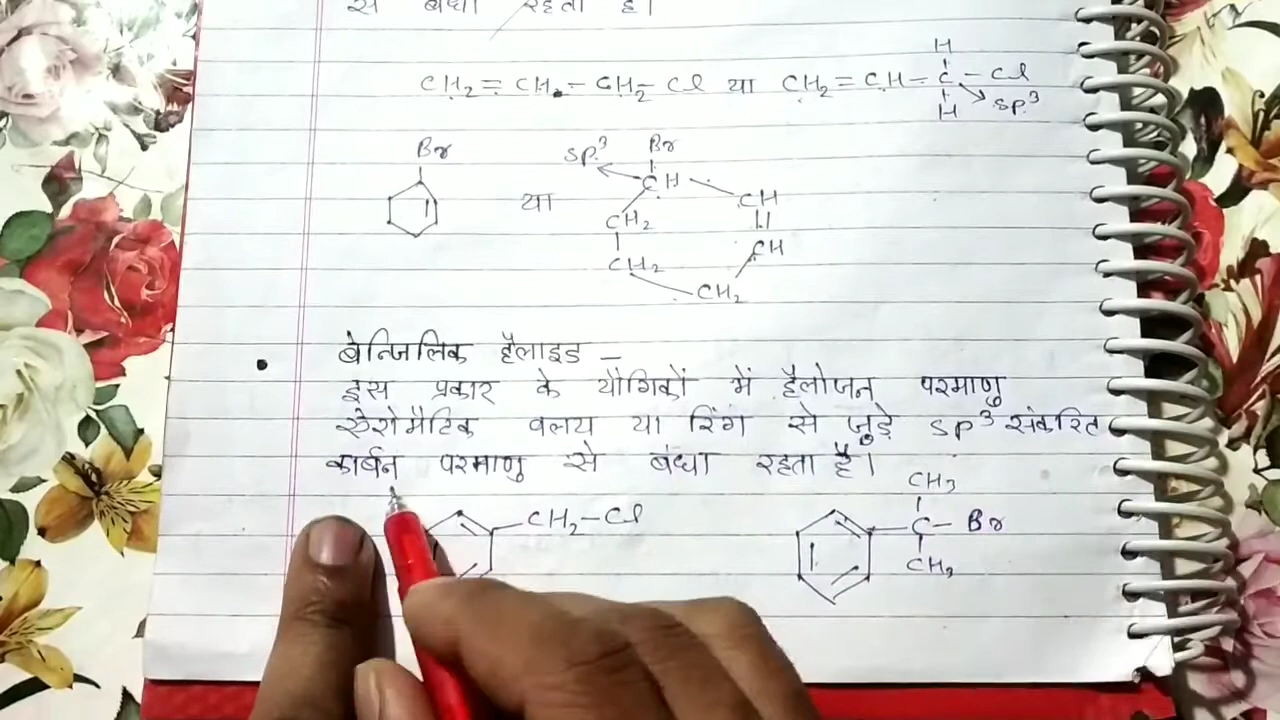 से बंधा रहता है।
CH₂ = CH - CH₂ - Cl या CH₂ = CH - C - Cl
H
H
sp³
Br
या
sp³
Br
CH
CH
CH₂
CH
CH₂
CH₂
• बेन्जिलिक हैलाइड -
इस प्रकार के यौगिकों में हैलोजन परमाणु
ऐरोमैटिक वलय या रिंग से जुड़े sp³ संकरित
कार्बन परमाणु से बंधा रहता है।
CH₂-Cl
CH₃
C- Br
CH₃